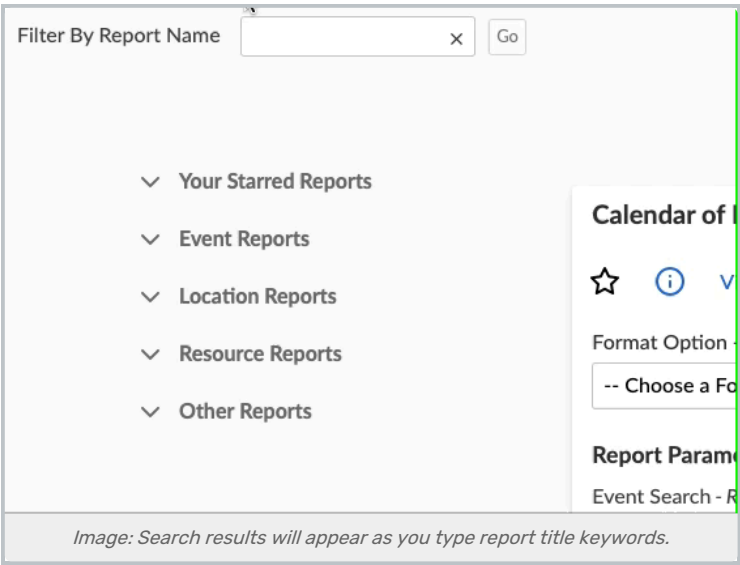 Filter By Report Name
Go
Your Starred Reports
Event Reports
Location Reports
Resource Reports
Other Reports
Calendar of
Format Option -
-- Choose a Fo
Report Param
Event Search -
Image: Search results will appear as you type report title keywords.